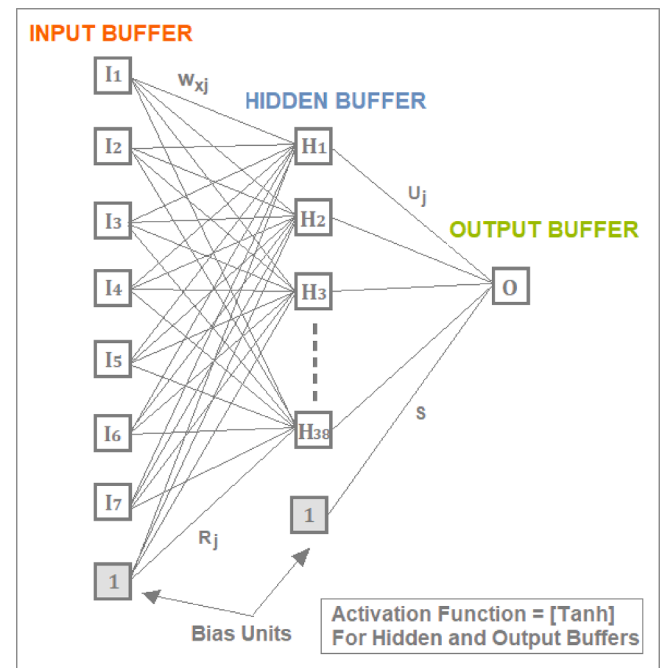 INPUT BUFFER
I1
Wxj
HIDDEN BUFFER
I2
H1
Uj
I3
H2
OUTPUT BUFFER
I4
H3
O
I5
I6
H38
S
I7
1
Rj
1
Bias Units
Activation Function = [Tanh]
For Hidden and Output Buffers